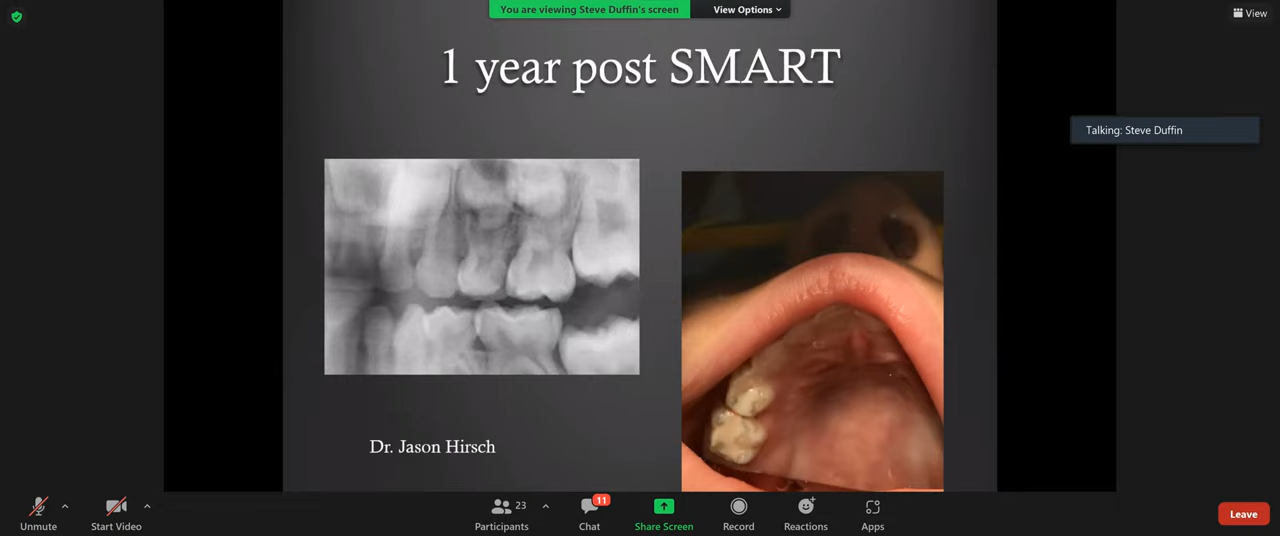 You are viewing Steve Duffin's screen
View Options
View
1 year post SMART
Talking: Steve Duffin
Dr. Jason Hirsch
Unmute
Start Video
23
Participants
11
Chat
Share Screen
Record
Reactions
Apps
Leave